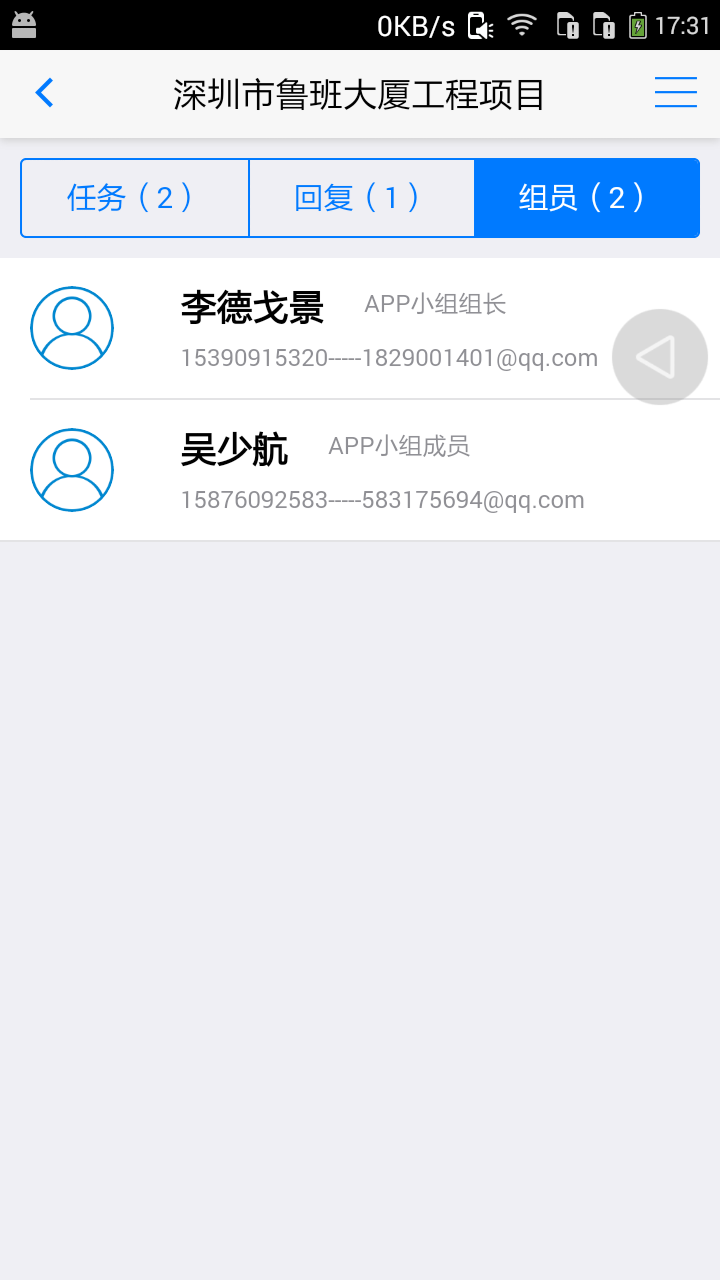 0KB/s 17:31
深圳市鲁班大厦工程项目
任务（2） 回复（1） 组员（2）
李德戈景 APP小组组长
15390915320-----1829001401@qq.com
吴少航 APP小组成员
15876092583-----583175694@qq.com